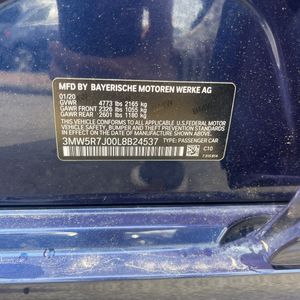 MFD BY BAYERISCHE MOTOREN WERKE AG
01/20
GVWR 4773 lbs 2165 kg
GAWR FRONT 2326 lbs 1055 kg
GAWR REAR 2601 lbs 1180 kg
THIS VEHICLE CONFORMS TO ALL APPLICABLE
U.S.FEDERAL MOTOR VEHICLE SAFETY, BUMPER
AND THEFT PREVENTION STANDARDS IN EFFECT
ON THE DATE OF MANUFACTURE SHOWN ABOVE.
3MW5R7J00L8B24537
TYPE: PASSENGER CAR
C10